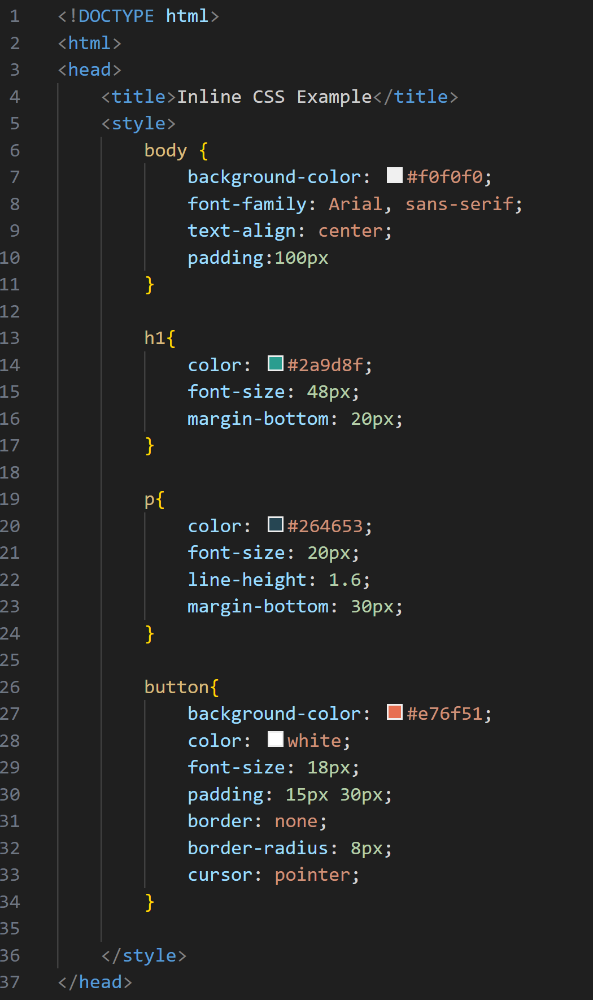 1 <!DOCTYPE html>
2 <html>
3 <head>
4 <title>Inline CSS Example</title>
5 <style>
6 body {
7 background-color: #f0f0f0;
8 font-family: Arial, sans-serif;
9 text-align: center;
10 padding:100px
11 }
12
13 h1{
14 color: #2a9d8f;
15 font-size: 48px;
16 margin-bottom: 20px;
17 }
18
19 p{
20 color: #264653;
21 font-size: 20px;
22 line-height: 1.6;
23 margin-bottom: 30px;
24 }
25
26 button{
27 background-color: #e76f51;
28 color: white;
29 font-size: 18px;
30 padding: 15px 30px;
31 border: none;
32 border-radius: 8px;
33 cursor: pointer;
34 }
35
36 </style>
37 </head>